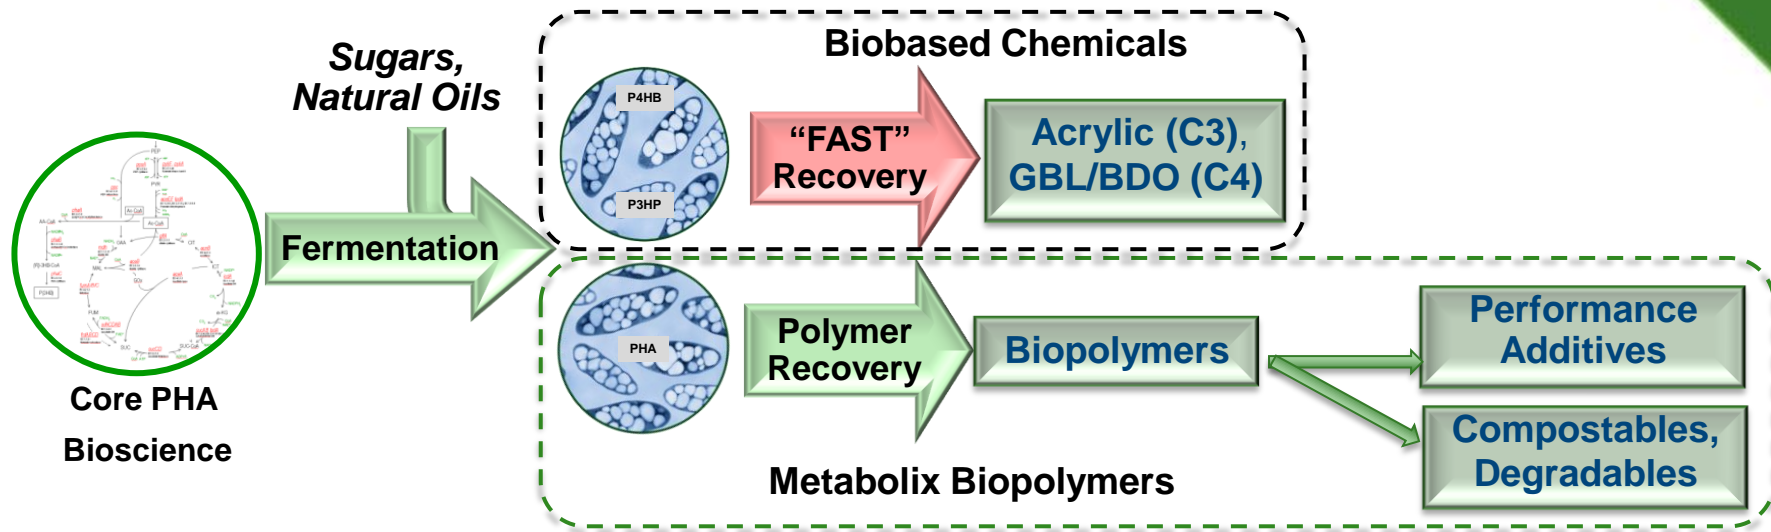 Sugars,
Natural Oils
Core PHA
Bioscience
Fermentation
Biobased Chemicals
P4HB
P3HP
“FAST”
Recovery
Acrylic (C3),
GBL/BDO (C4)
PHA
Polymer
Recovery
Biopolymers
Performance
Additives
Compostables,
Degradables
Metabolix Biopolymers